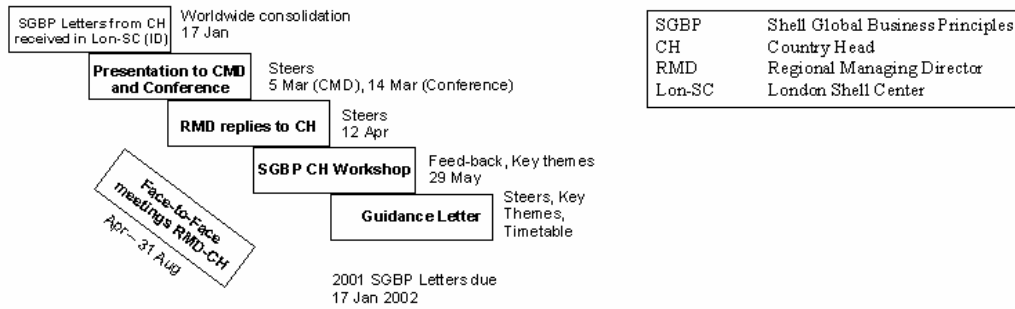 SGBP Letters from CH
received in Lon-SC (ID)
Worldwide consolidation
17 Jan
Presentation to CMD
and Conference
Steers
5 Mar (CMD), 14 Mar (Conference)
RMD replies to CH
Steers
12 Apr
SGBP CH Workshop
Feed-back, Key themes
29 May
Guidance Letter
Steers, Key
Themes,
Timetable
Face-to-Face
meetings RMD-CH
Apr – 31 Aug
2001 SGBP Letters due
17 Jan 2002
SGBP Shell Global Business Principles
CH Country Head
RMD Regional Managing Director
Lon-SC London Shell Center